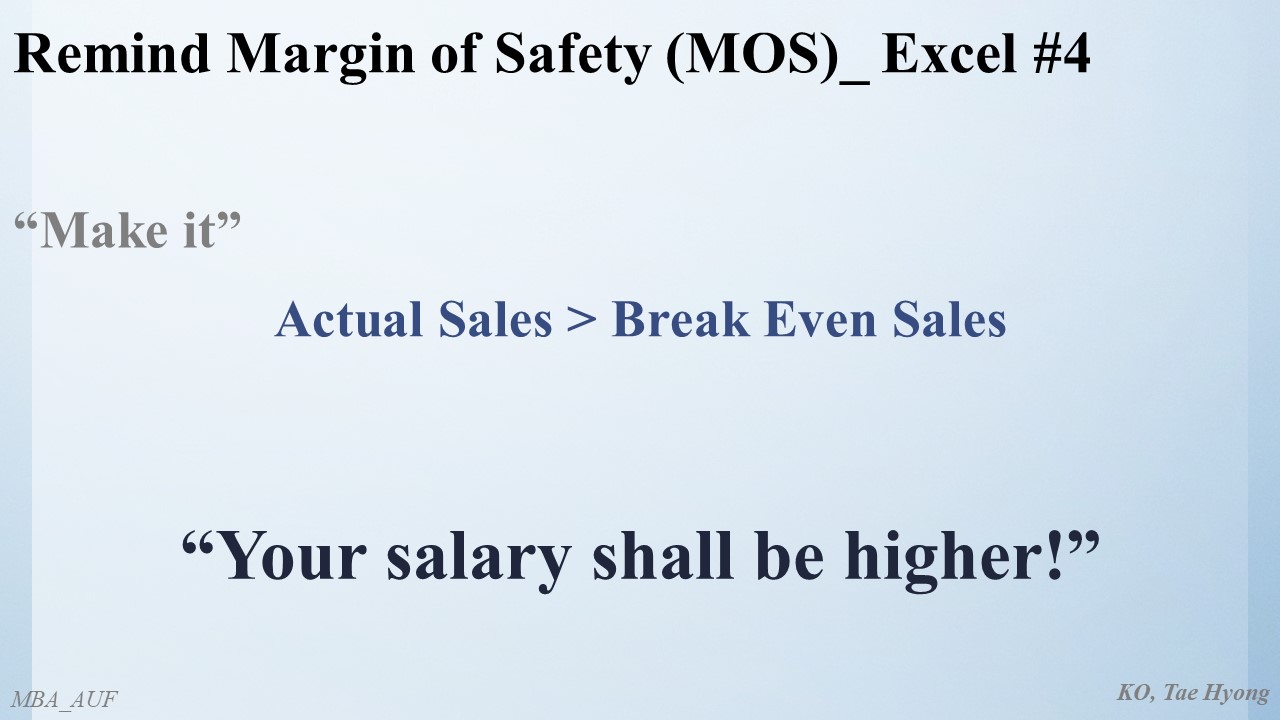 Remind Margin of Safety (MOS)_ Excel #4
“Make it”
Actual Sales > Break Even Sales
“Your salary shall be higher!”
MBA_AUF
KO, Tae Hyong